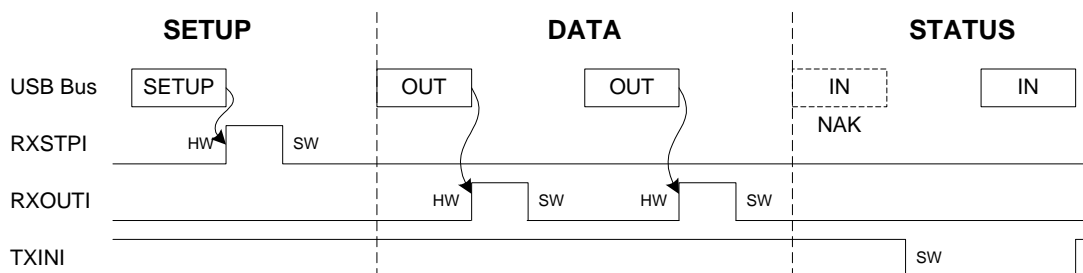 SETUP DATA STATUS
USB Bus SETUP OUT OUT IN IN
NAK
RXSTPI HW SW
RXOUTI HW SW HW SW
TXINI SW